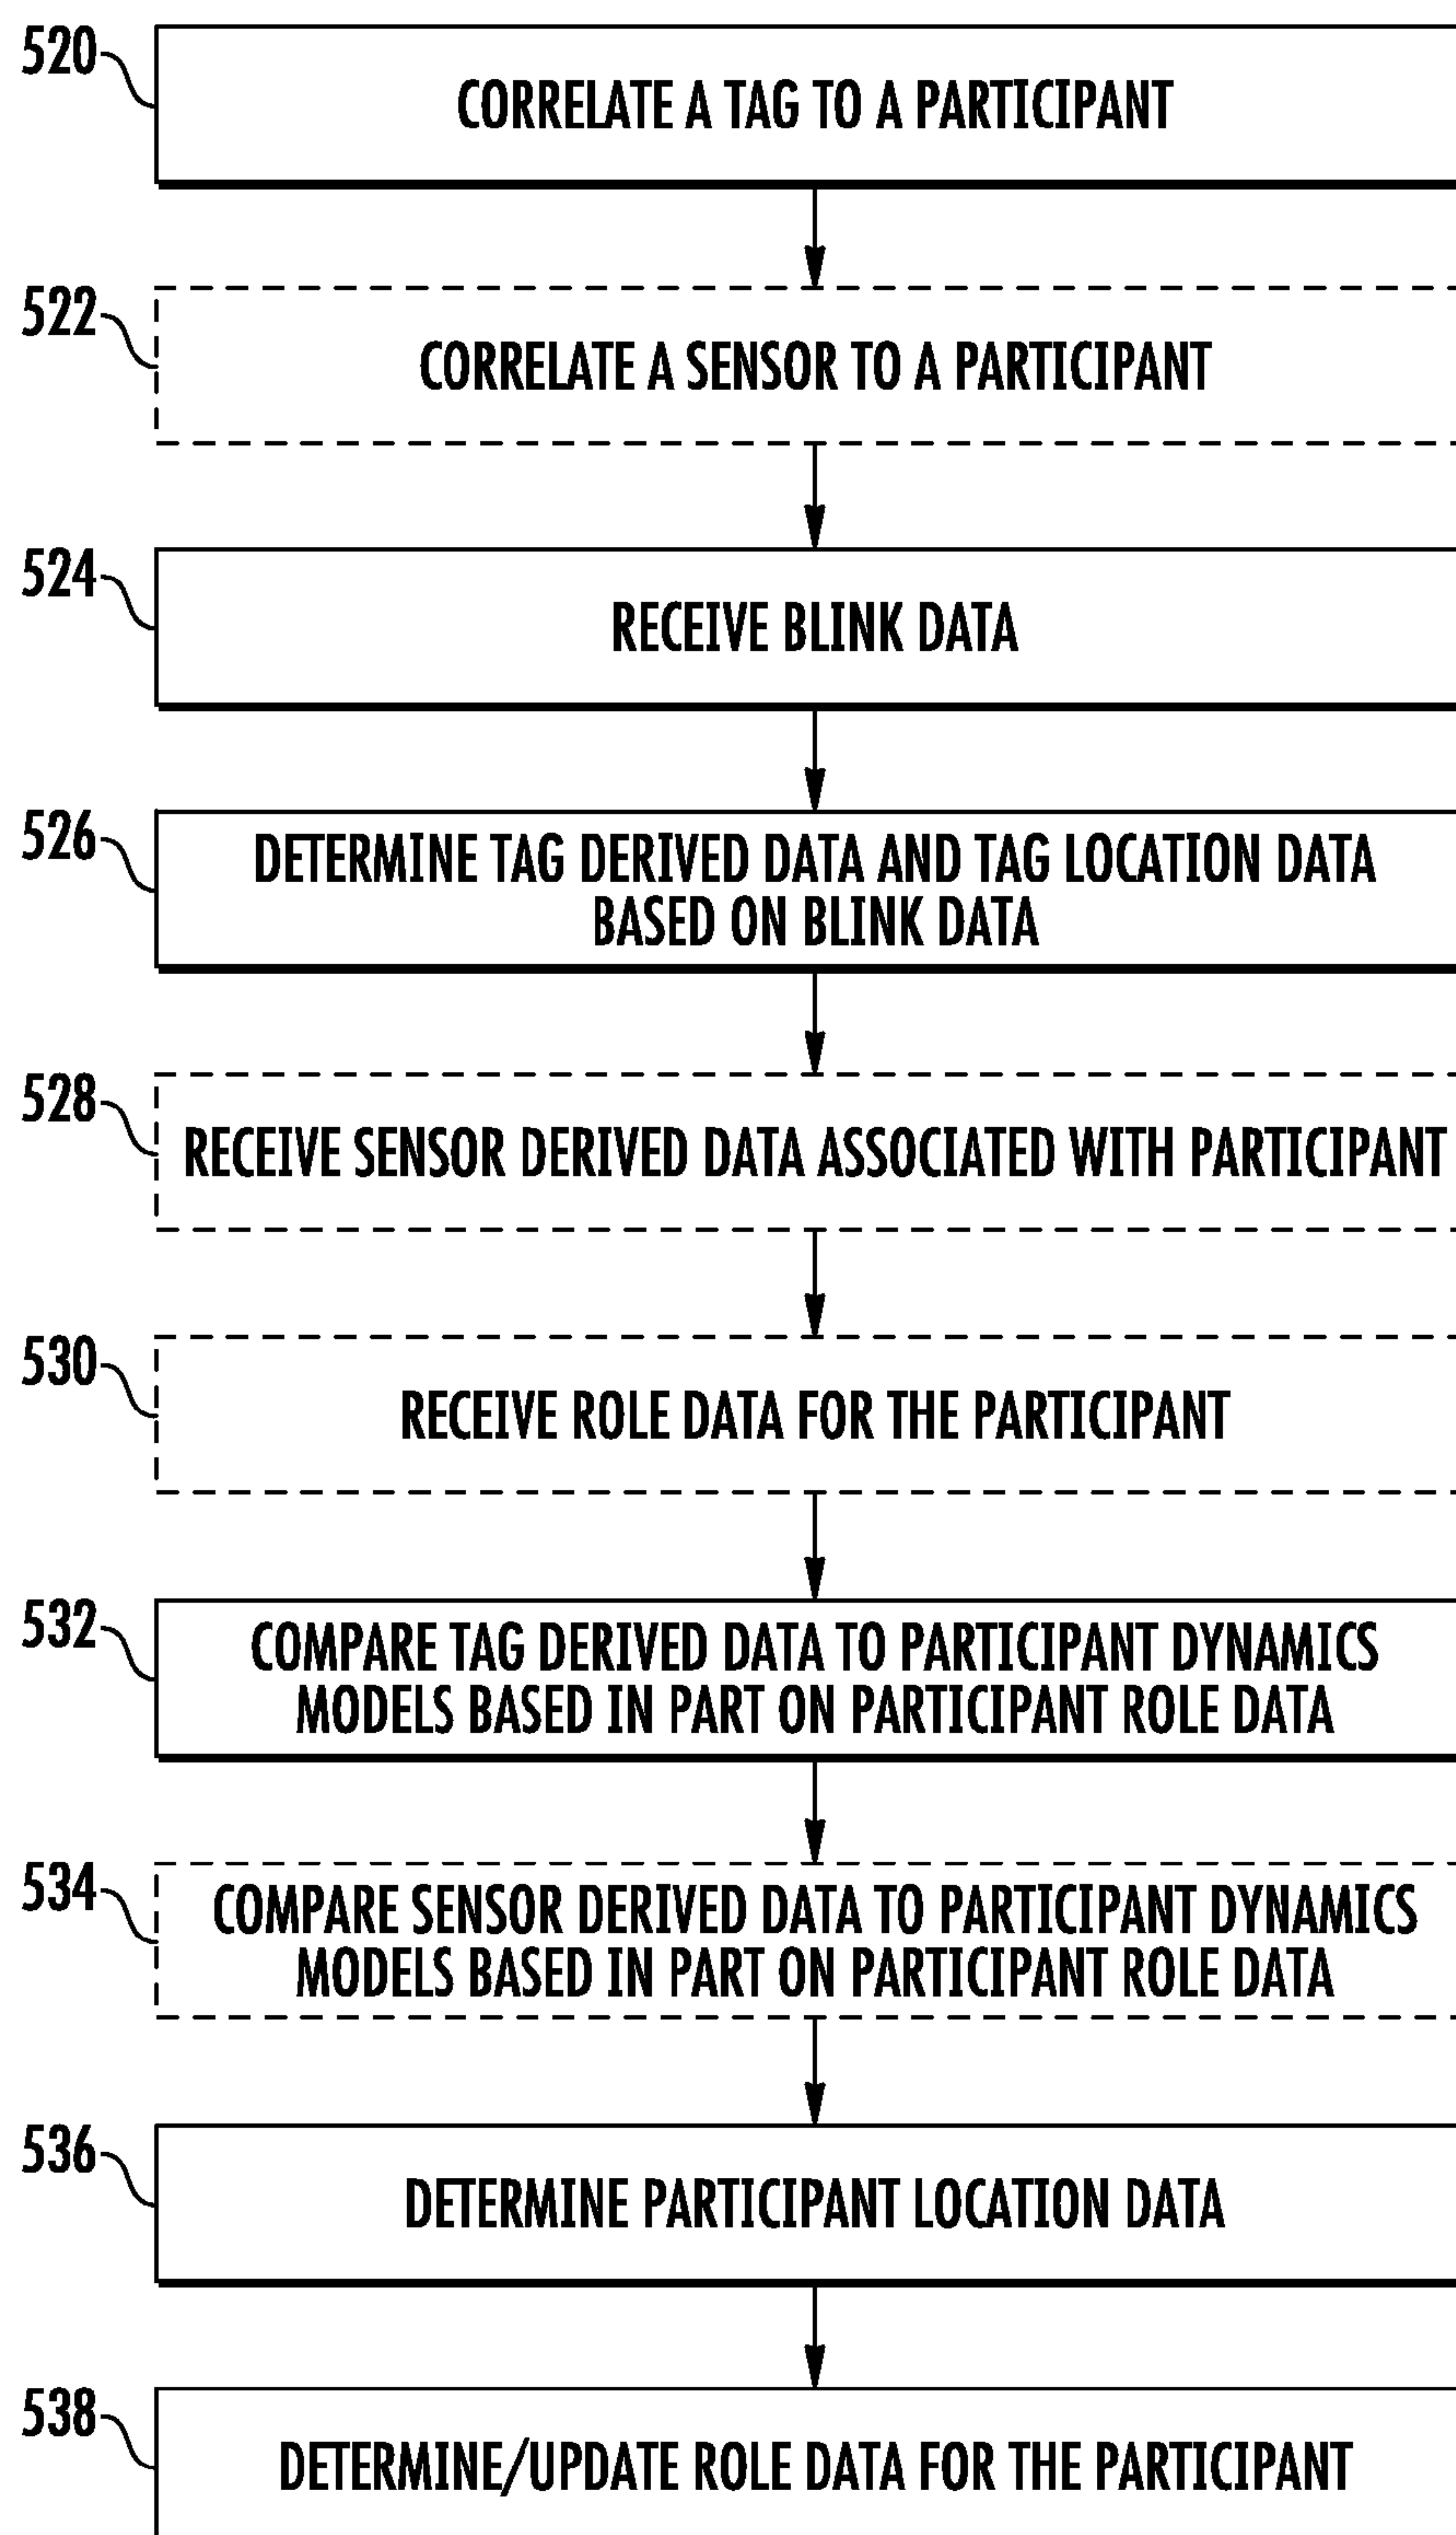 520
CORRELATE A TAG TO A PARTICIPANT
522
CORRELATE A SENSOR TO A PARTICIPANT
524
RECEIVE BLINK DATA
526
DETERMINE TAG DERIVED DATA AND TAG LOCATION DATA
BASED ON BLINK DATA
528
RECEIVE SENSOR DERIVED DATA ASSOCIATED WITH PARTICIPANT
530
RECEIVE ROLE DATA FOR THE PARTICIPANT
532
COMPARE TAG DERIVED DATA TO PARTICIPANT DYNAMICS
MODELS BASED IN PART ON PARTICIPANT ROLE DATA
534
COMPARE SENSOR DERIVED DATA TO PARTICIPANT DYNAMICS
MODELS BASED IN PART ON PARTICIPANT ROLE DATA
536
DETERMINE PARTICIPANT LOCATION DATA
538
DETERMINE/UPDATE ROLE DATA FOR THE PARTICIPANT